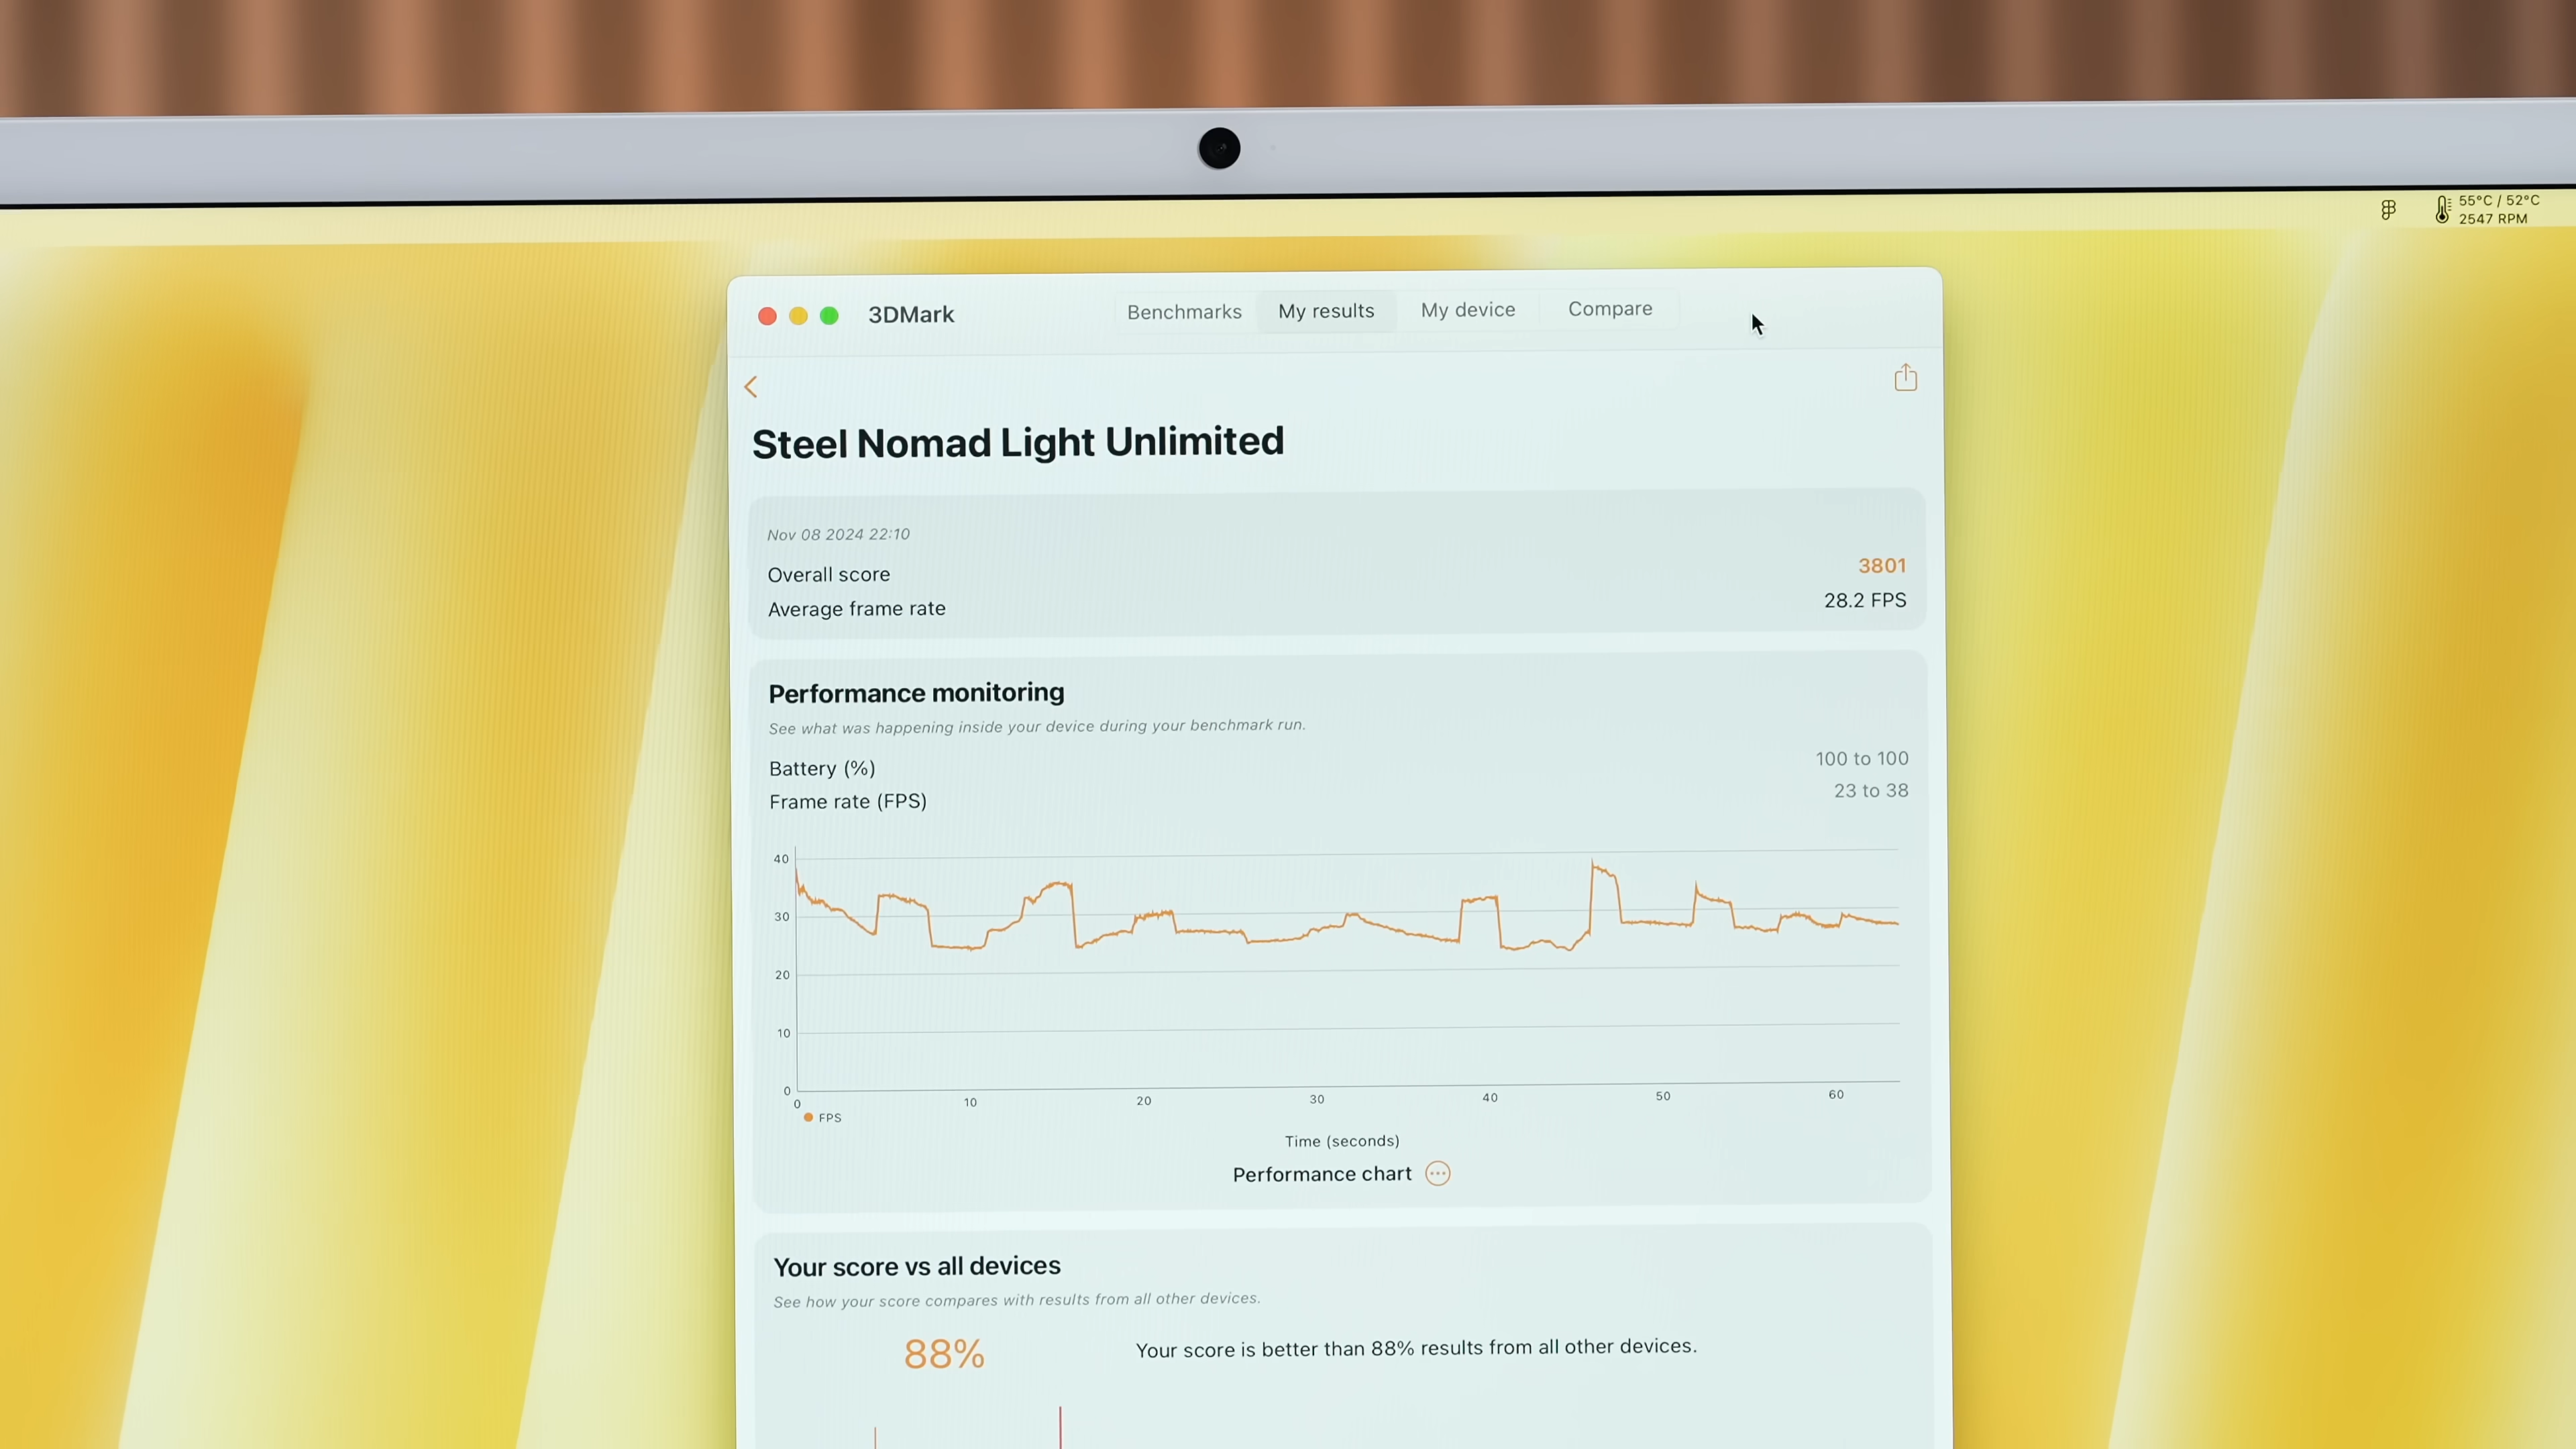 55°C / 52°C
2547 RPM
3DMark
Benchmarks
My results
My device
Compare
Steel Nomad Light Unlimited
Nov 08 2024 22:10
Overall score
3801
Average frame rate
28.2 FPS
Performance monitoring
See what was happening inside your device during your benchmark run.
Battery (%)
100 to 100
Frame rate (FPS)
23 to 38
40
30
20
10
0
0 10 20 30 40 50 60
FPS
Time (seconds)
Performance chart
Your score vs all devices
See how your score compares with results from all other devices.
88%
Your score is better than 88% results from all other devices.